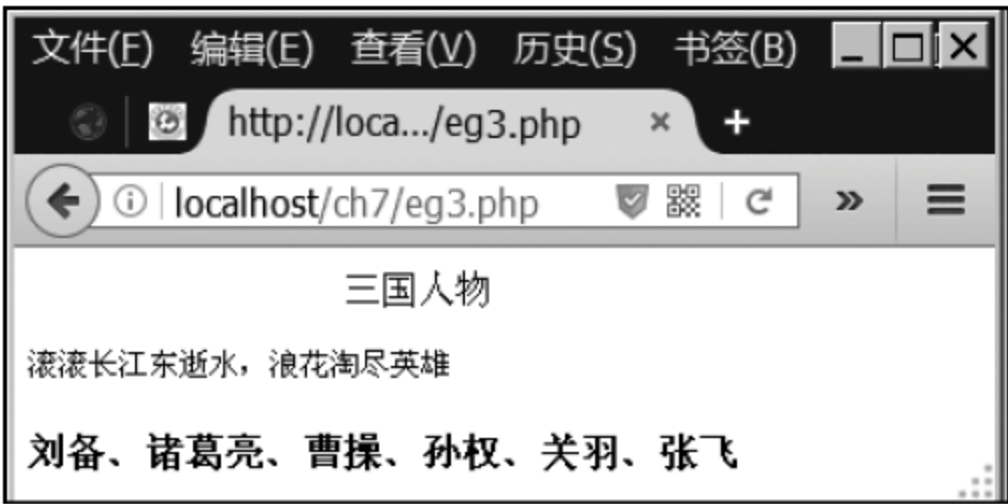 文件(F) 编辑(E) 查看(V) 历史(S) 书签(B)
http://loca.../eg3.php
localhost/ch7/eg3.php
三国人物
滚滚长江东逝水，浪花淘尽英雄
刘备、诸葛亮、曹操、孙权、关羽、张飞